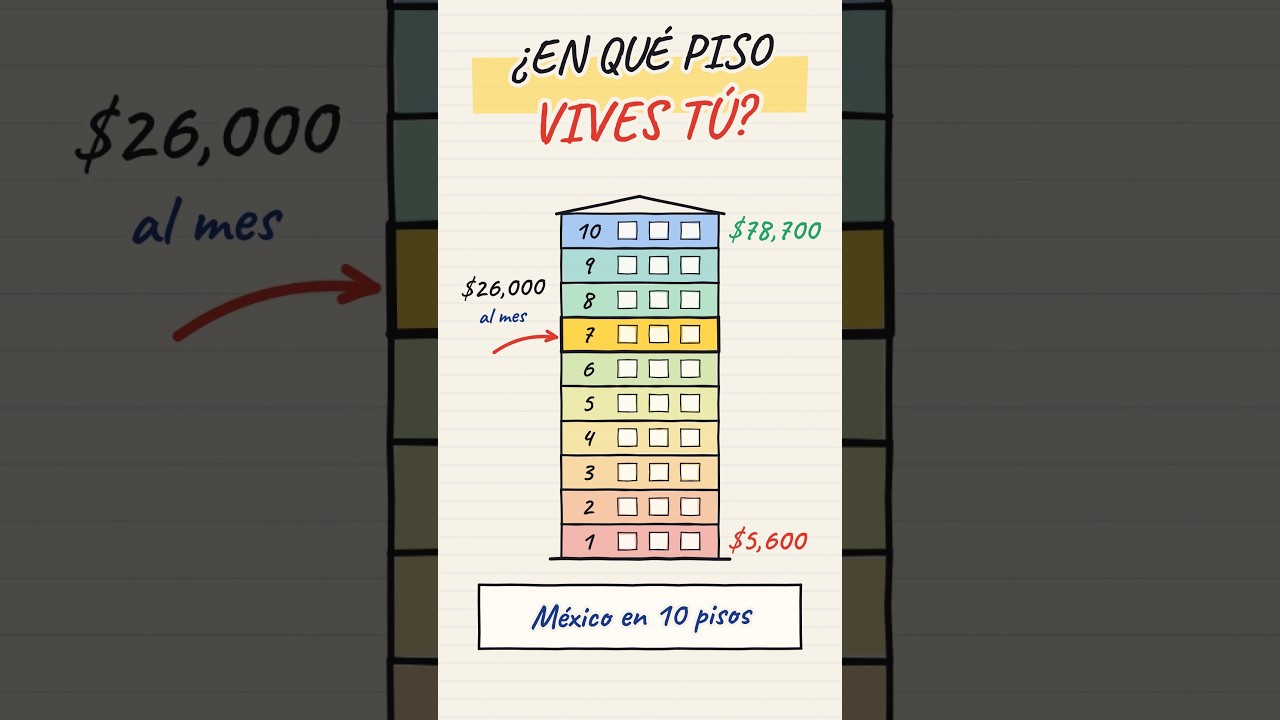 $26,000
al mes
¿EN QUÉ PISO
VIVES TÚ?
10 $78,700
9
$26,000
al mes
8
7
6
5
4
3
2
1 $5,600
México en 10 pisos